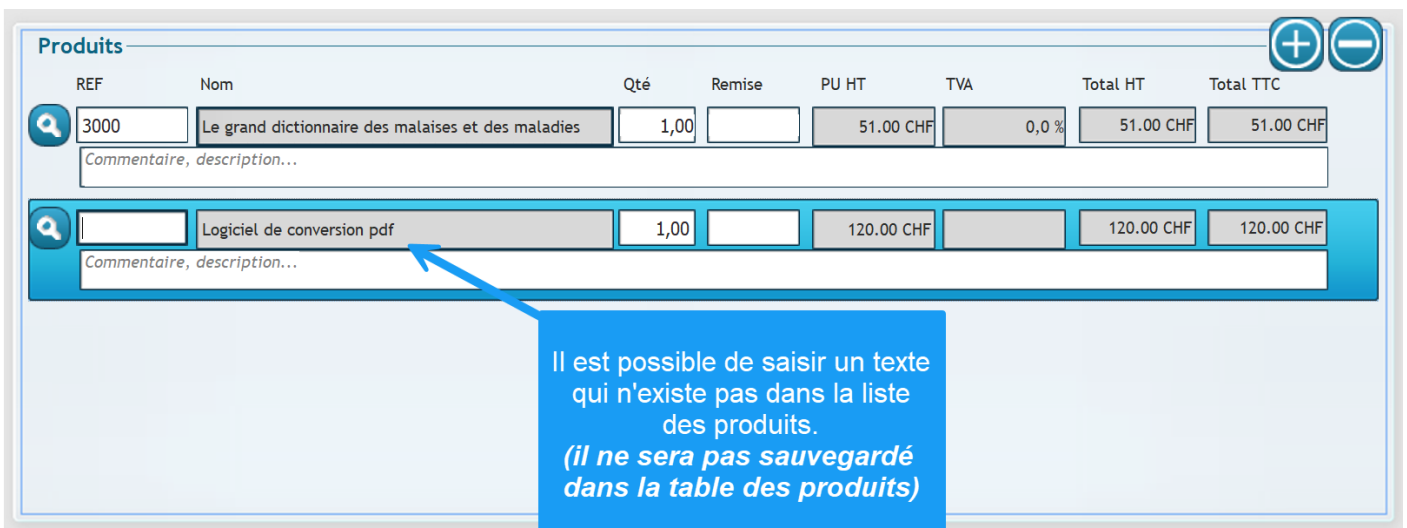 Produits
REF Nom Qté Remise PU HT TVA Total HT Total TTC
3000 Le grand dictionnaire des malaises et des maladies 1,00 51.00 CHF 0,0 % 51.00 CHF 51.00 CHF
Commentaire, description...
Logiciel de conversion pdf 1,00 120.00 CHF 120.00 CHF 120.00 CHF
Commentaire, description...
Il est possible de saisir un texte
qui n'existe pas dans la liste
des produits.
(il ne sera pas sauvegardé
dans la table des produits)